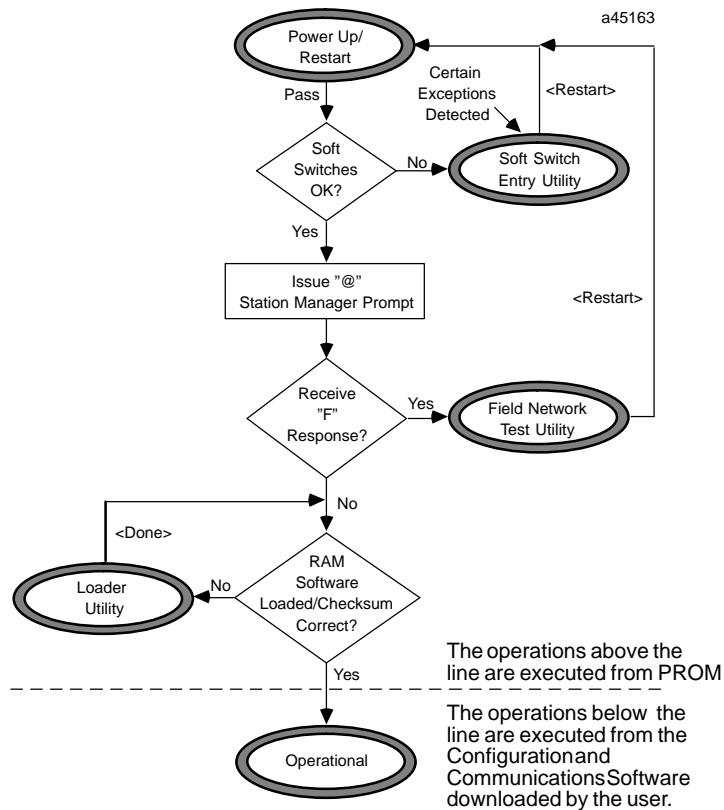 a45163
Power Up/
Restart
Certain
Exceptions
Detected
<Restart>
Pass
Soft
Switches
OK?
No
Soft Switch
Entry Utility
Yes
Issue "@"
Station Manager Prompt
<Restart>
Receive
"F"
Response?
Yes
Field Network
Test Utility
No
<Done>
RAM
Software
Loaded/Checksum
Correct?
No
Loader
Utility
Yes
The operations above the
line are executed from PROM
The operations below the
line are executed from the
Configuration and
Communications Software
downloaded by the user.
Operational